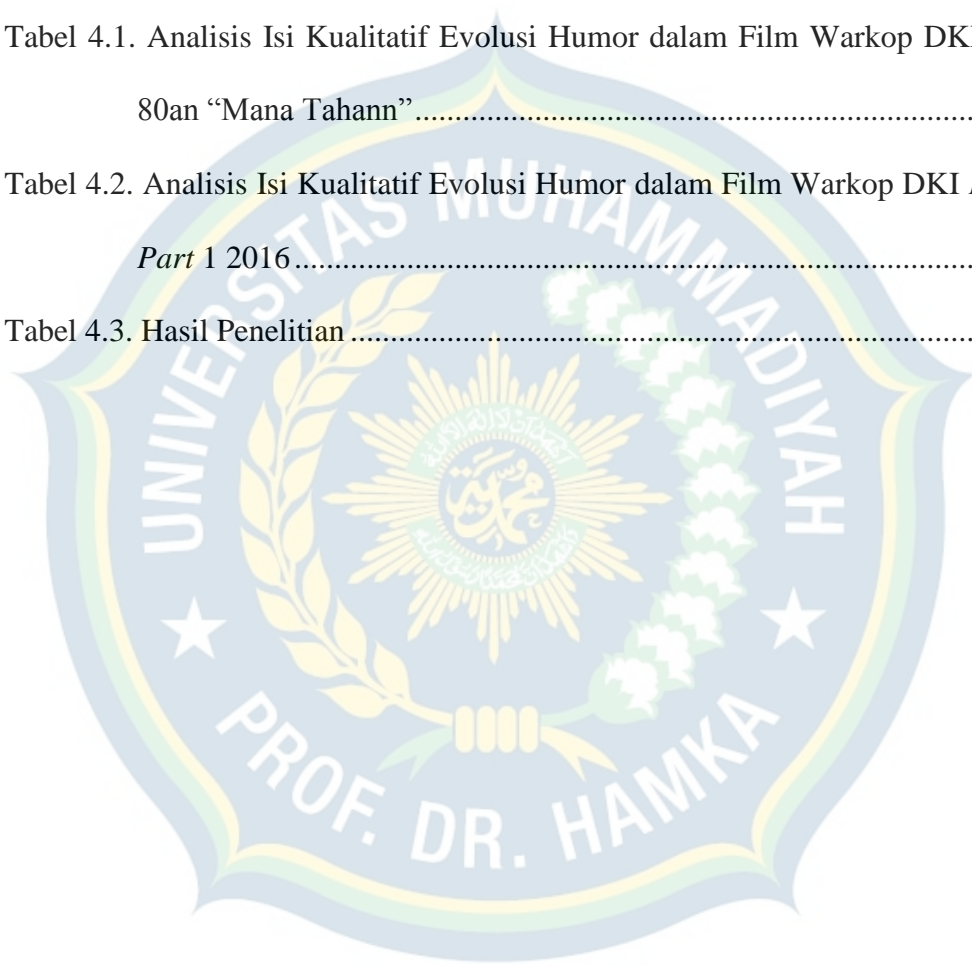 Tabel 4.1. Analisis Isi Kualitatif Evolusi Humor dalam Film Warkop DKI
80an “Mana Tahann”........................................................................
Tabel 4.2. Analisis Isi Kualitatif Evolusi Humor dalam Film Warkop DKI
Part 1 2016........................................................................................
Tabel 4.3. Hasil Penelitian ................................................................................
UNIVERSITAS MUHAMMADIYAH
PROF. DR. HAMKA